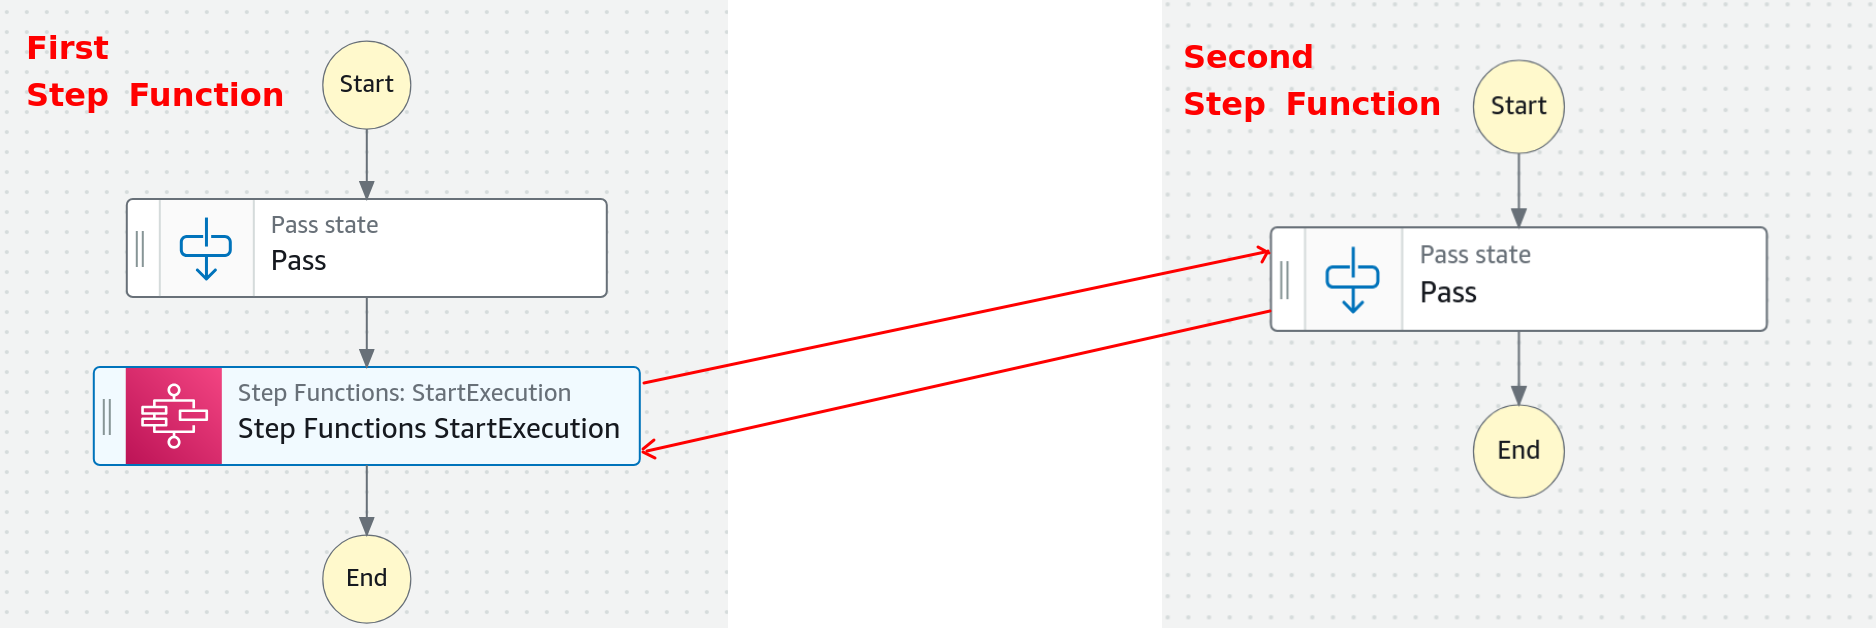 First
Step Function
Start
Pass state
Pass
Step Functions: StartExecution
Step Functions StartExecution
End
Second
Step Function
Start
Pass state
Pass
End